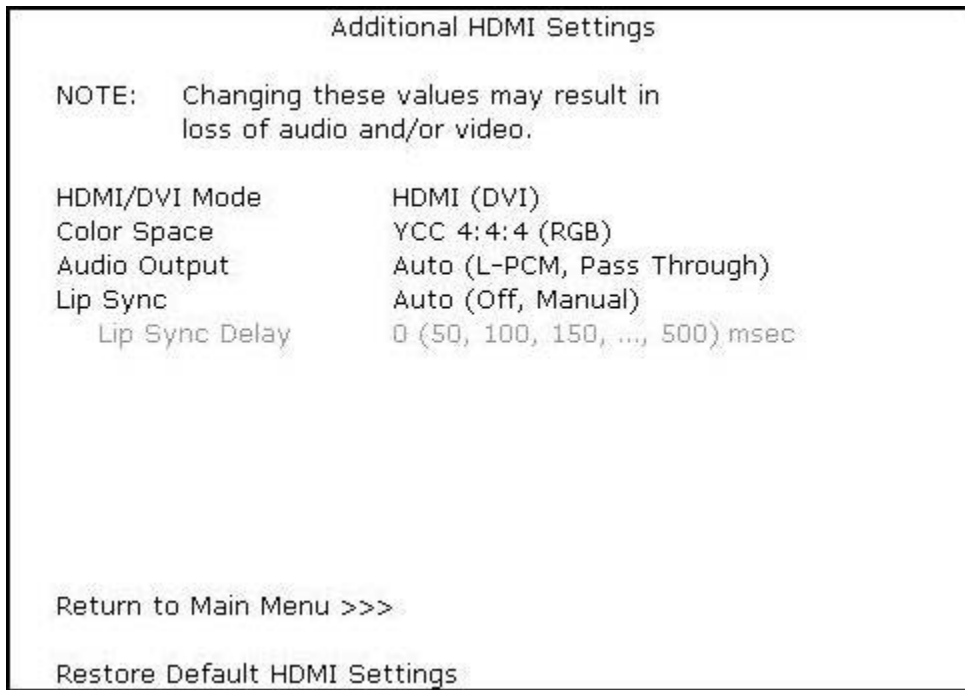 Additional HDMI Settings
NOTE: Changing these values may result in
loss of audio and/or video.
HDMI/DVI Mode HDMI (DVI)
Color Space YCC 4:4:4 (RGB)
Audio Output Auto (L-PCM, Pass Through)
Lip Sync Auto (Off, Manual)
Lip Sync Delay 0 (50, 100, 150, ..., 500) msec
Return to Main Menu >>>
Restore Default HDMI Settings